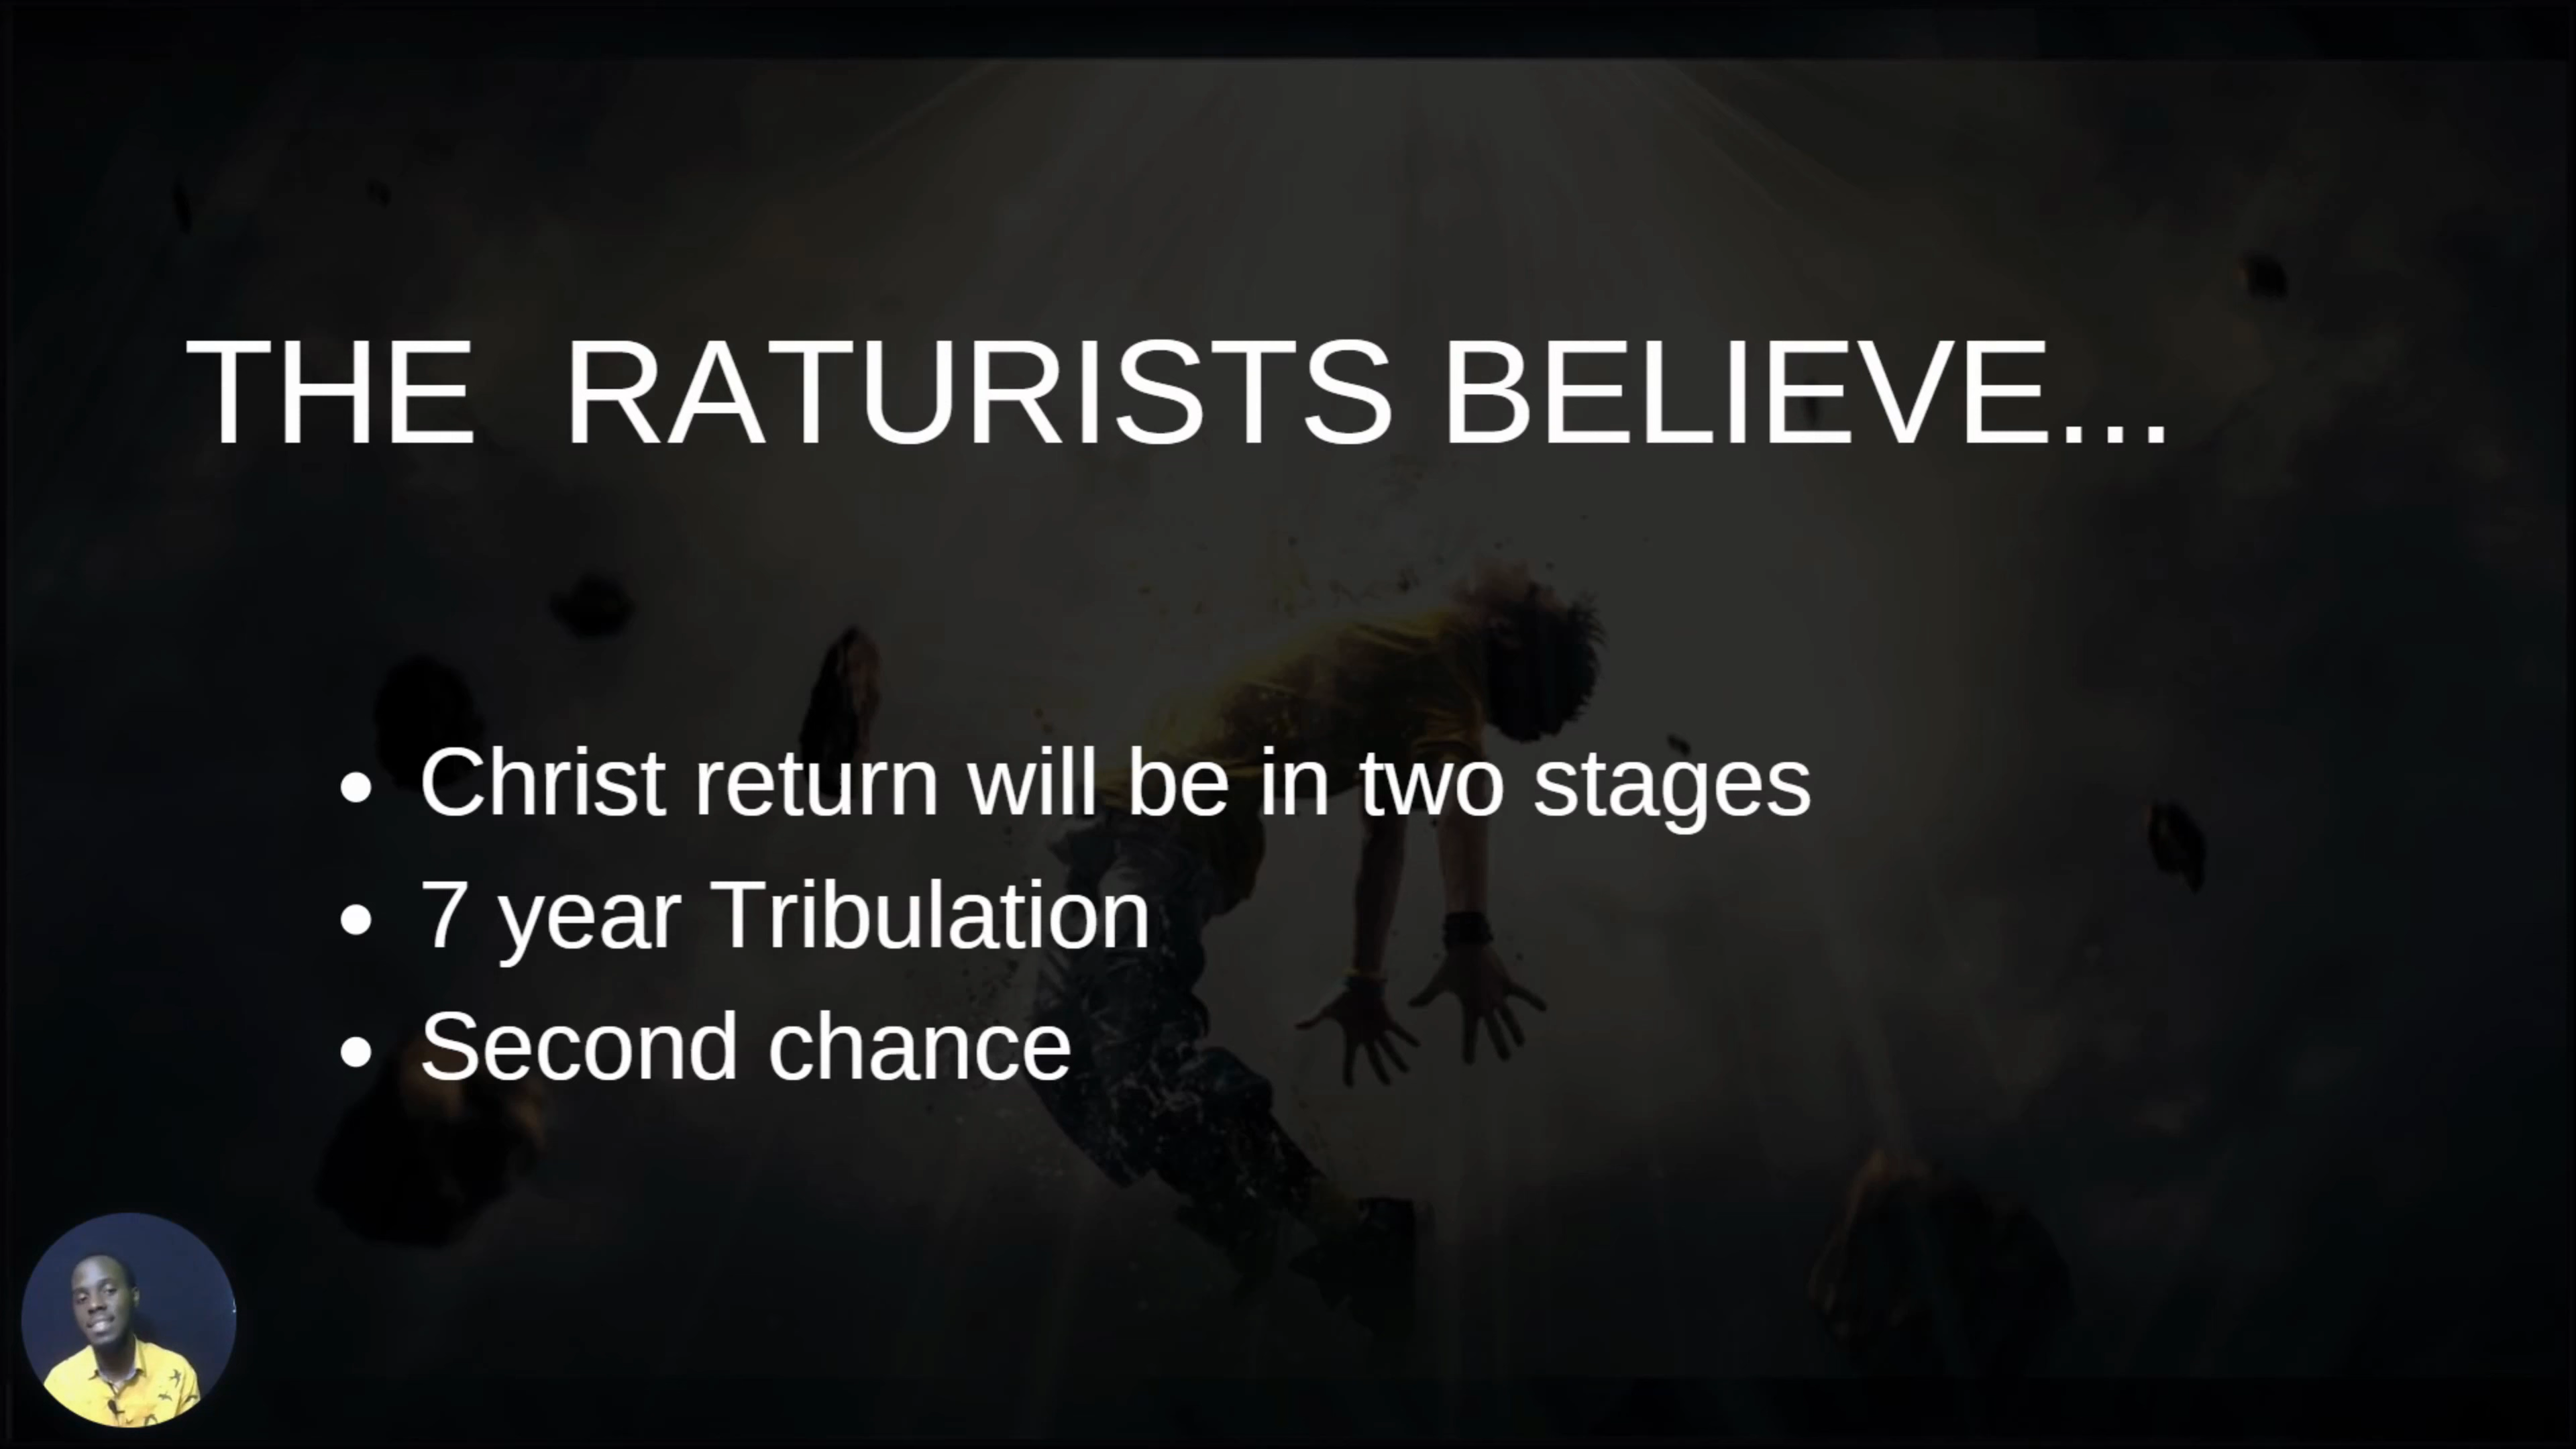 THE  RATURISTS BELIEVE...
• Christ return will be in two stages
• 7 year Tribulation
• Second chance